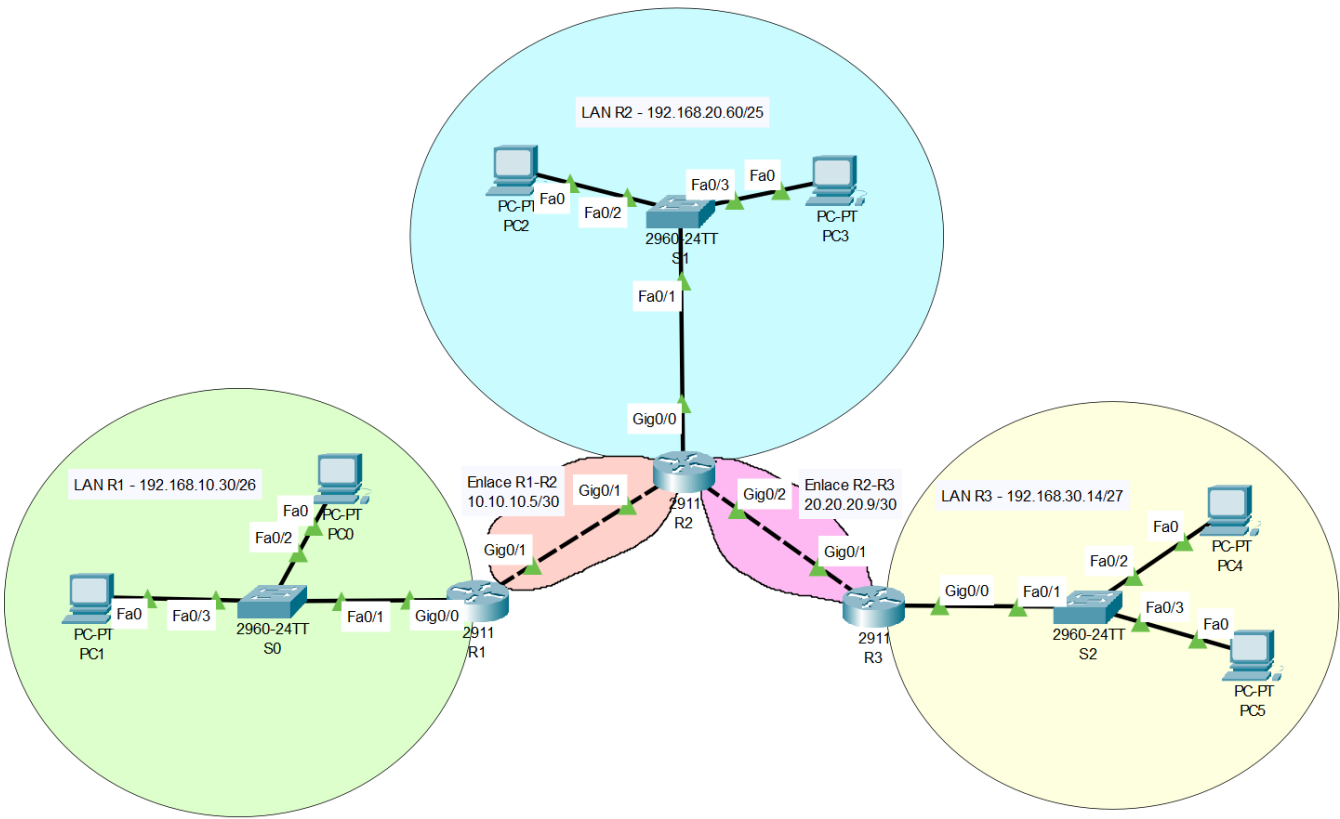 LAN R2 - 192.168.20.60/25
Fa0
Fa0/2
Fa0/3
Fa0
PC-PT
PC2
2960-24TT
S1
PC-PT
PC3
Fa0/1
Gig0/0
LAN R1 - 192.168.10.30/26
Enlace R1-R2
10.10.10.5/30
Gig0/1
Gig0/1
2911
R2
Gig0/2
Gig0/1
Enlace R2-R3
20.20.20.9/30
LAN R3 - 192.168.30.14/27
Fa0
PC-PT
PC0
Fa0/2
PC-PT
PC1
Fa0
Fa0/3
2960-24TT
S0
Fa0/1
Gig0/0
2911
R1
2911
R3
Gig0/0
Fa0/1
2960-24TT
S2
Fa0/2
Fa0
PC-PT
PC4
Fa0/3
Fa0
PC-PT
PC5